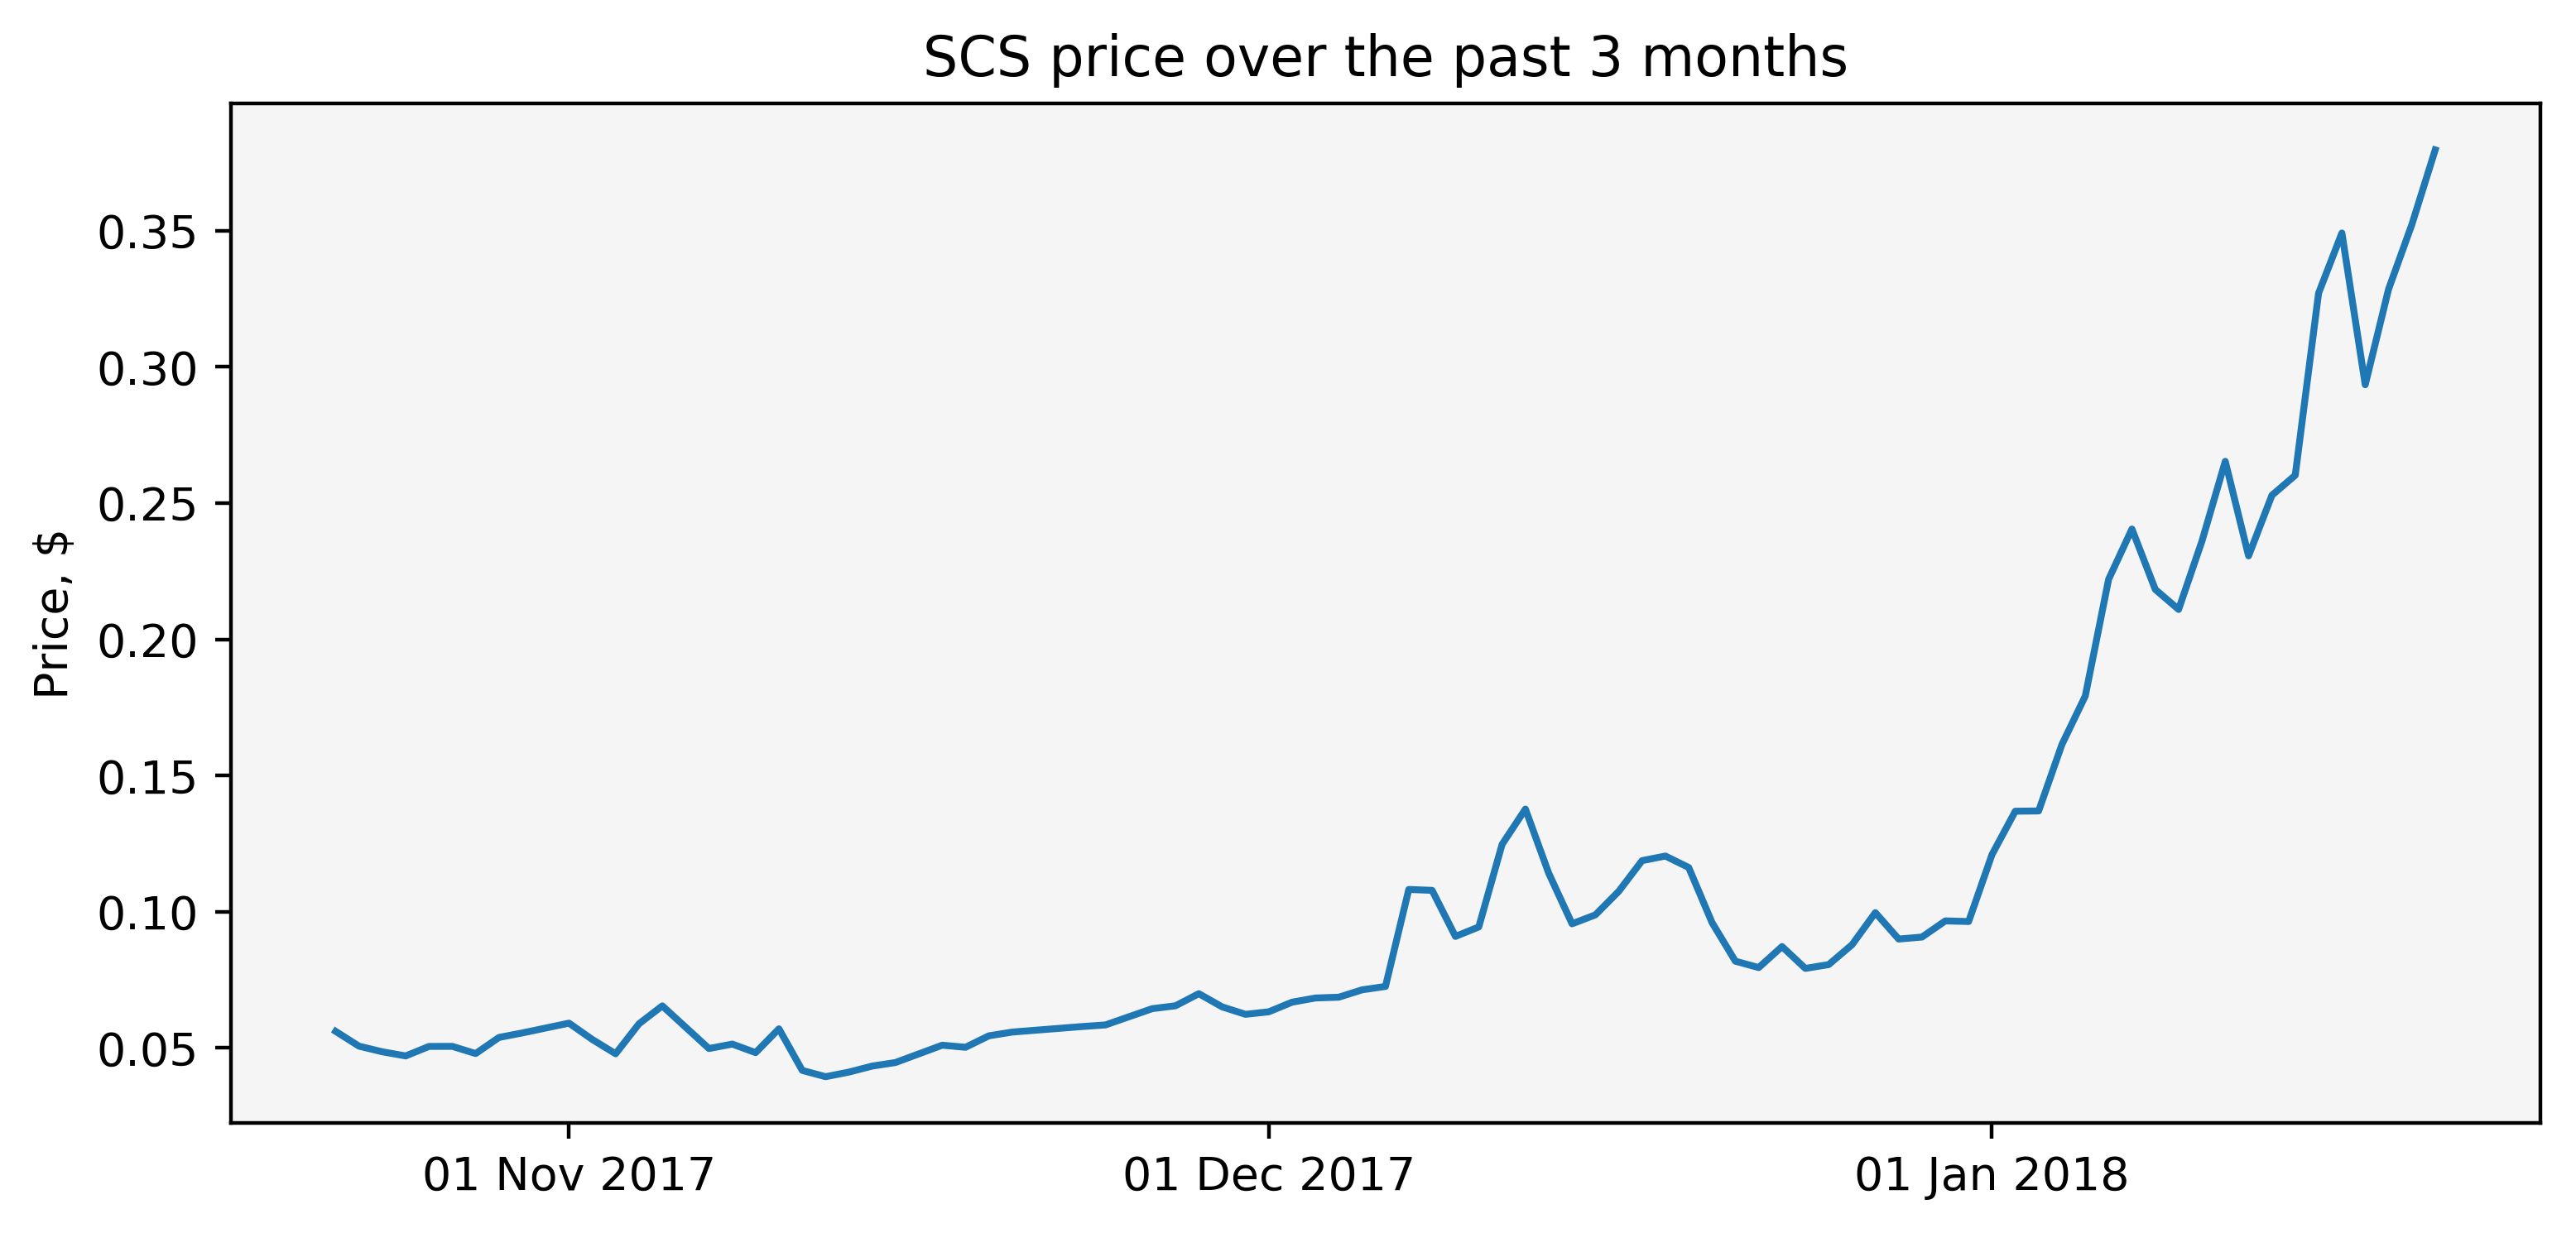 SCS price over the past 3 months
Price, $
0.35
0.30
0.25
0.20
0.15
0.10
0.05
01 Nov 2017
01 Dec 2017
01 Jan 2018